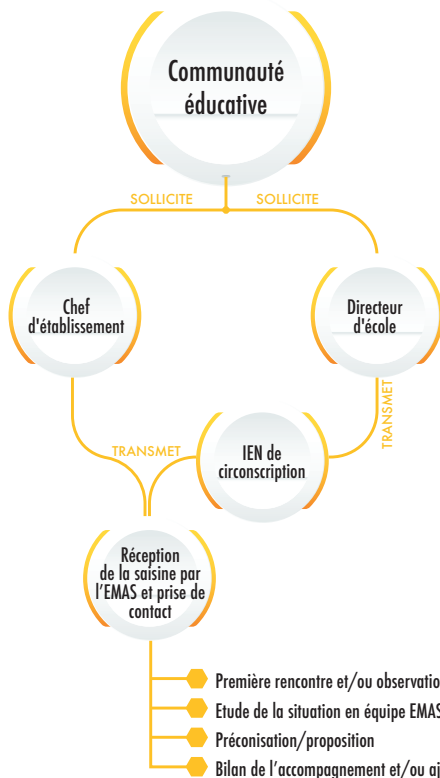 Communauté
éducative
SOLLICITE
SOLLICITE
Chef
d'établissement
Directeur
d'école
TRANSMET
TRANSMET
IEN de
circonscription
Réception
de la saisine par
l'EMAS et prise de
contact
Première rencontre et/ou
Etude de la situation en équipe EMAS
Préconisation/proposition
Bilan de l'accompagnement et/ou